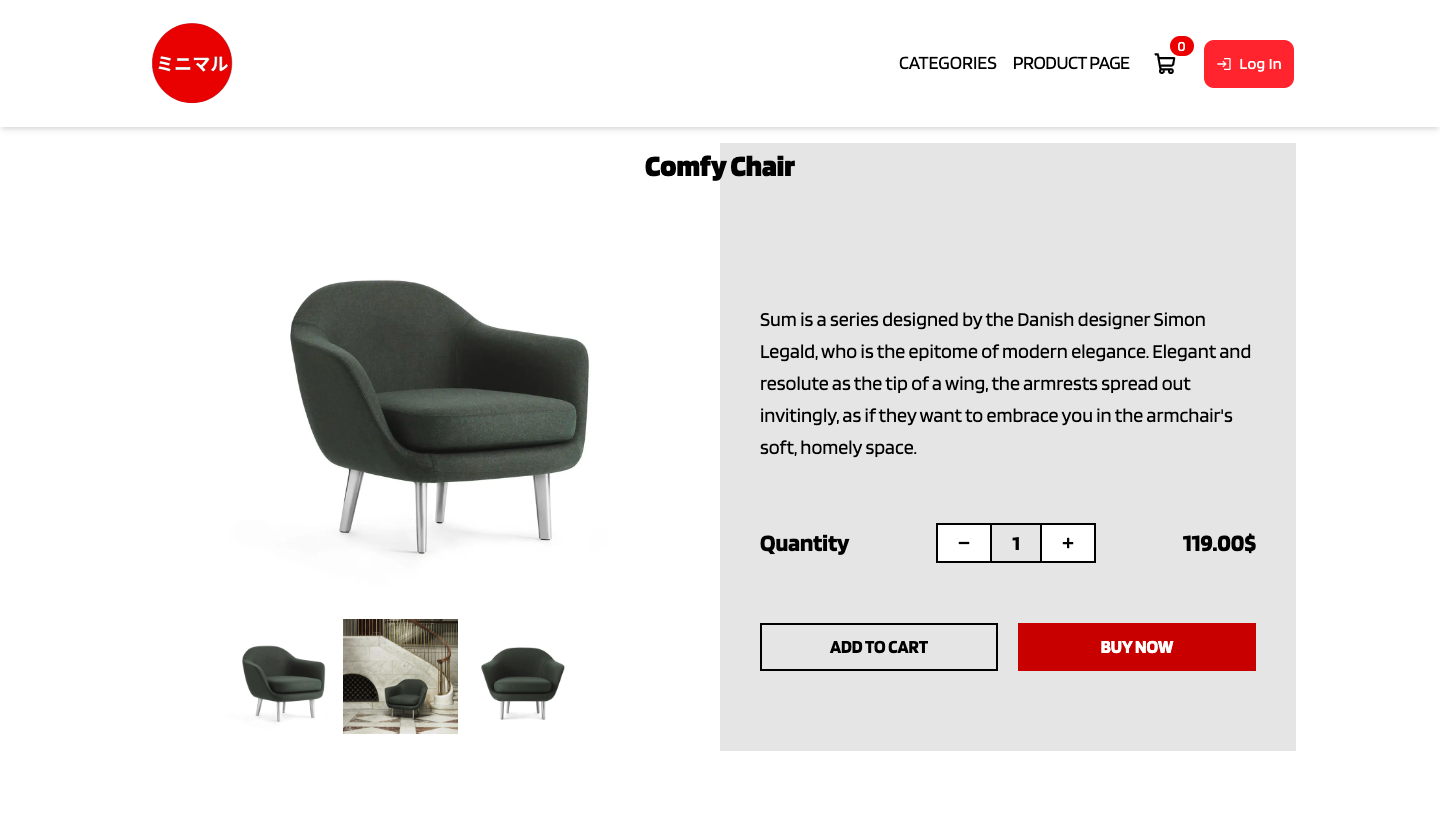 ミニマル
CATEGORIES
PRODUCT PAGE
0
Log In
Comfy Chair
Sum is a series designed by the Danish designer Simon
Legald, who is the epitome of modern elegance. Elegant and
resolute as the tip of a wing, the armrests spread out
invitingly, as if they want to embrace you in the armchair's
soft, homely space.
Quantity
−
1
+
119.00$
ADD TO CART
BUY NOW